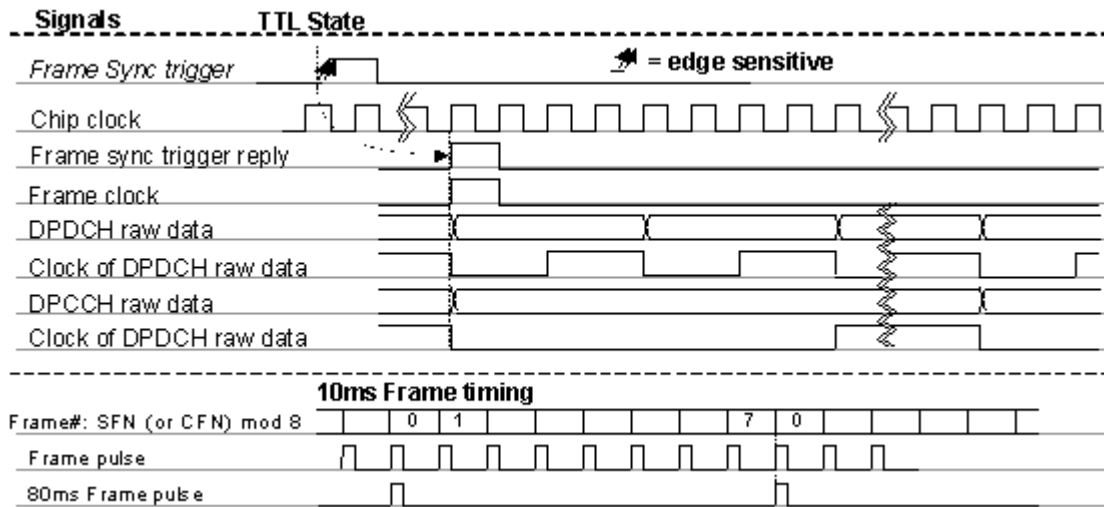 Signals TTL State
Frame Sync trigger = edge sensitive
Chip clock
Frame sync trigger reply
Frame clock
DPDCH raw data
Clock of DPDCH raw data
DPCCH raw data
Clock of DPDCH raw data
10ms Frame timing
Frame#: SFN (or CFN) mod 8 0 1 7 0
Frame pulse
80ms Frame pulse